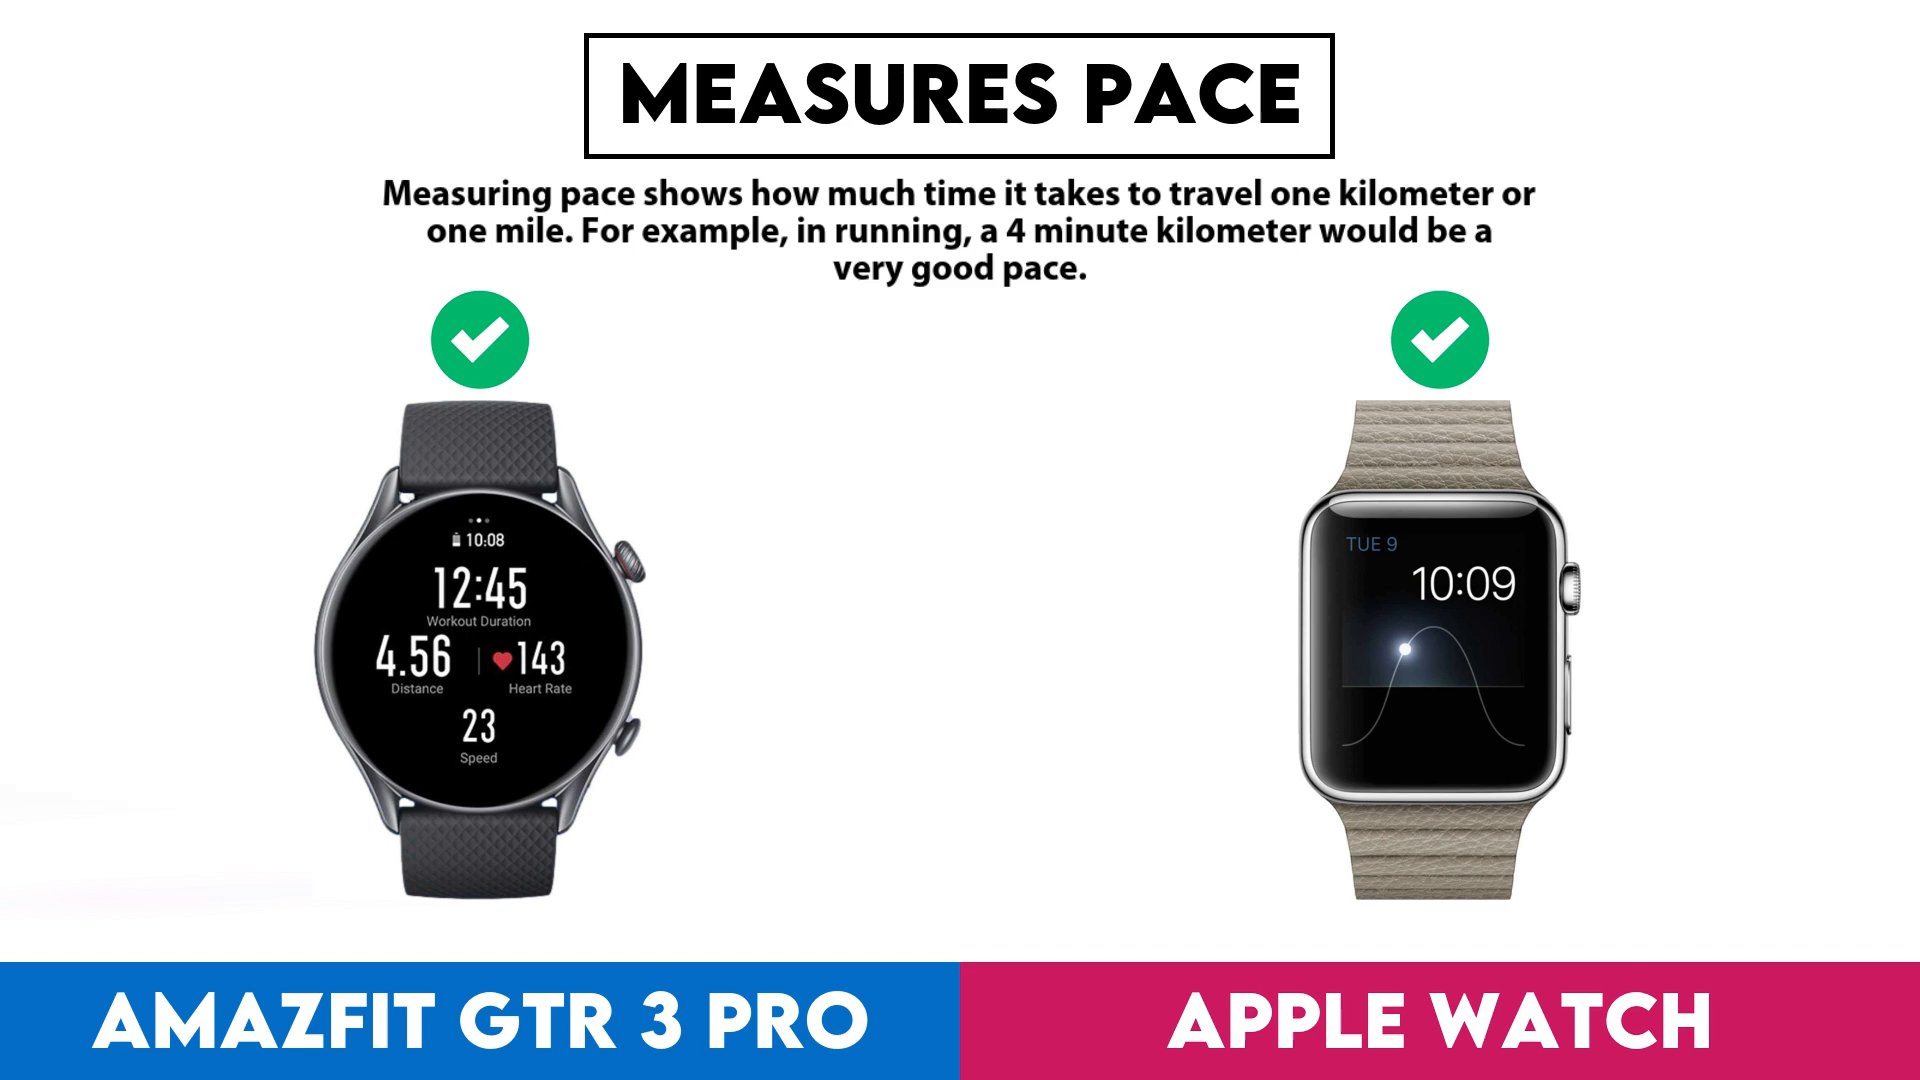 MEASURES PACE
Measuring pace shows how much time it takes to travel one kilometer or
one mile. For example, in running, a 4 minute kilometer would be a
very good pace.
10:08
12:45
Workout Duration
4.56
143
Distance
Heart Rate
23
Speed
TUE 9
10:09
AMAZFIT GTR 3 PRO
APPLE WATCH